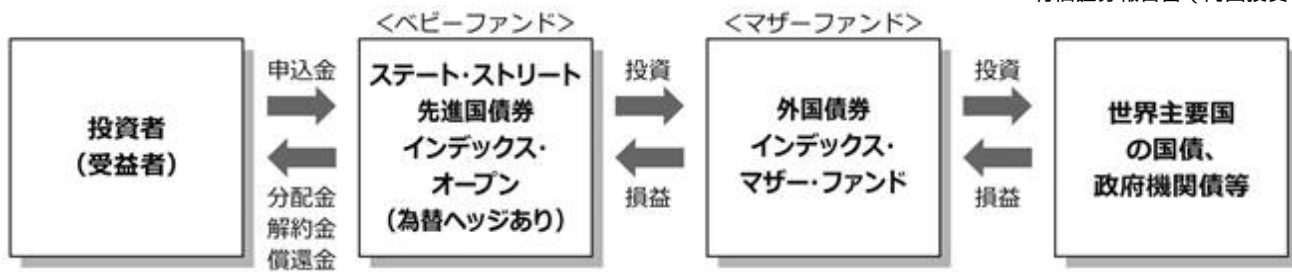 <ベビーファンド>
<マザーファンド>
投資者
(受益者)
申込金
分配金
解約金
償還金
ステート・ストリート
先進国債券
インデックス・
オープン
(為替ヘッジあり)
投資
損益
外国債券
インデックス・
マザー・ファンド
投資
損益
世界主要国
の国債、
政府機関債等